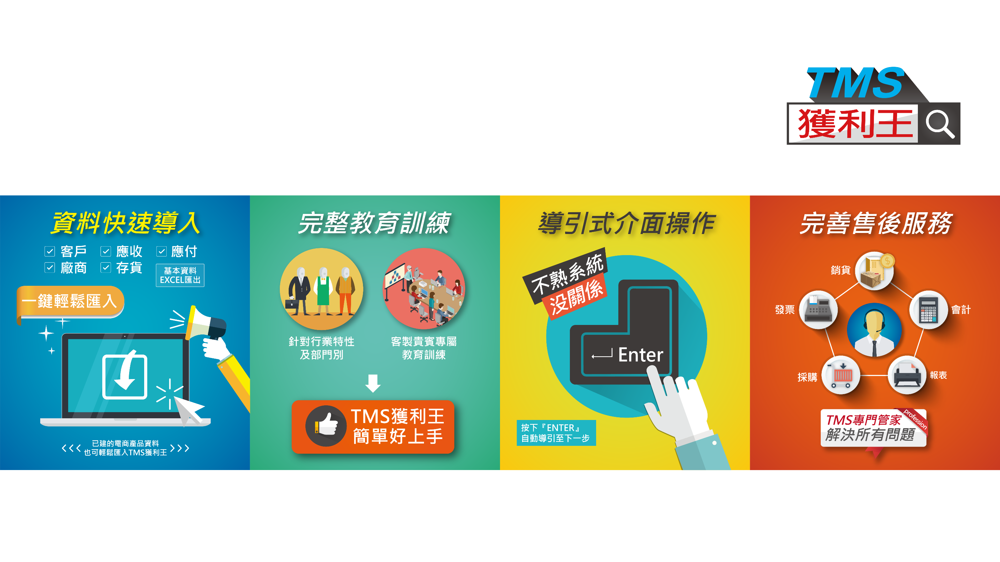 TMS
獲利王
資料快速導入
客戶 應收 應付
廠商 存貨
基本資料
EXCEL匯出
一鍵輕鬆匯入
已建的電商產品資料
也可輕鬆匯入TMS獲利王
完整教育訓練
針對行業特性
及部門別
客製貴賓專屬
教育訓練
TMS獲利王
簡單好上手
導引式介面操作
不熟系統
沒關係
Enter
按下『ENTER』
自動導引至下一步
完善售後服務
銷貨
發票
會計
採購
報表
TMS專門管家
profession
解決所有問題